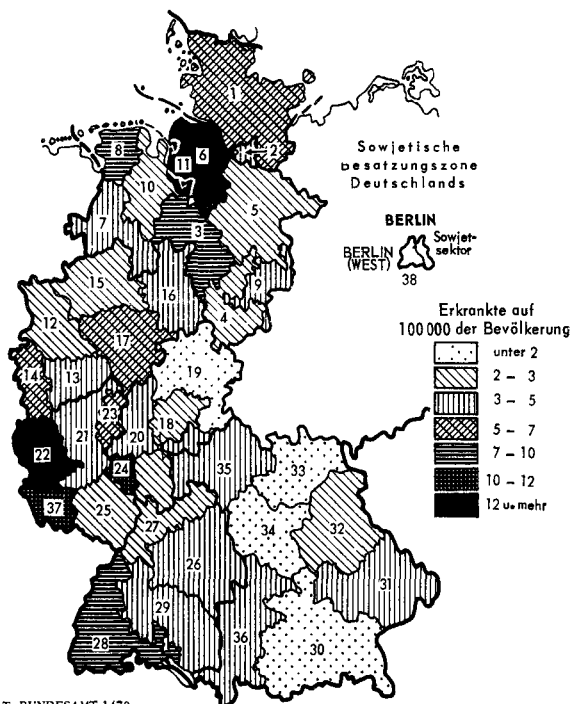 1
2
8
11
6
10
5
7
3
9
15
16
4
12
17
14
13
19
23
18
22
21
20
24
35
33
37
25
27
34
32
26
31
29
28
36
30
Sowjetische
besatzungszone
Deutschlands
BERLIN
BERLIN
(WEST)
Sowjet-
sektor
38
Erkrankte auf
100 000 der Bevölkerung
unter 2
2 – 3
3 – 5
5 – 7
7 – 10
10 – 12
12 u. mehr
BUNDESAMT